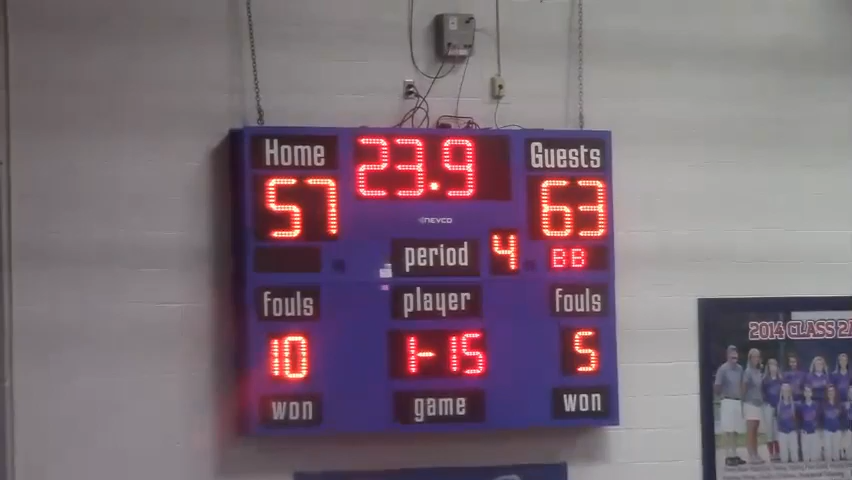 Home 23.9 Guests
57 63
NEVCO
period 4 BB
fouls player fouls
10 1-15 5
won game won
2014 CLASS 2